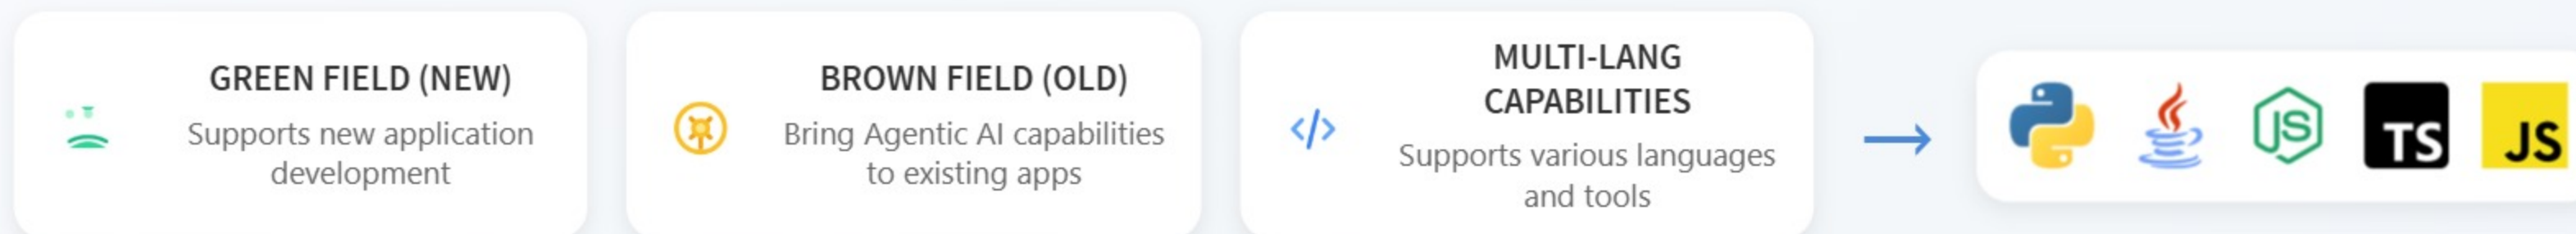 GREEN FIELD (NEW)
Supports new application
development
BROWN FIELD (OLD)
Bring Agentic AI capabilities
to existing apps
MULTI-LANG
CAPABILITIES
Supports various languages
and tools
JS
TS
JS